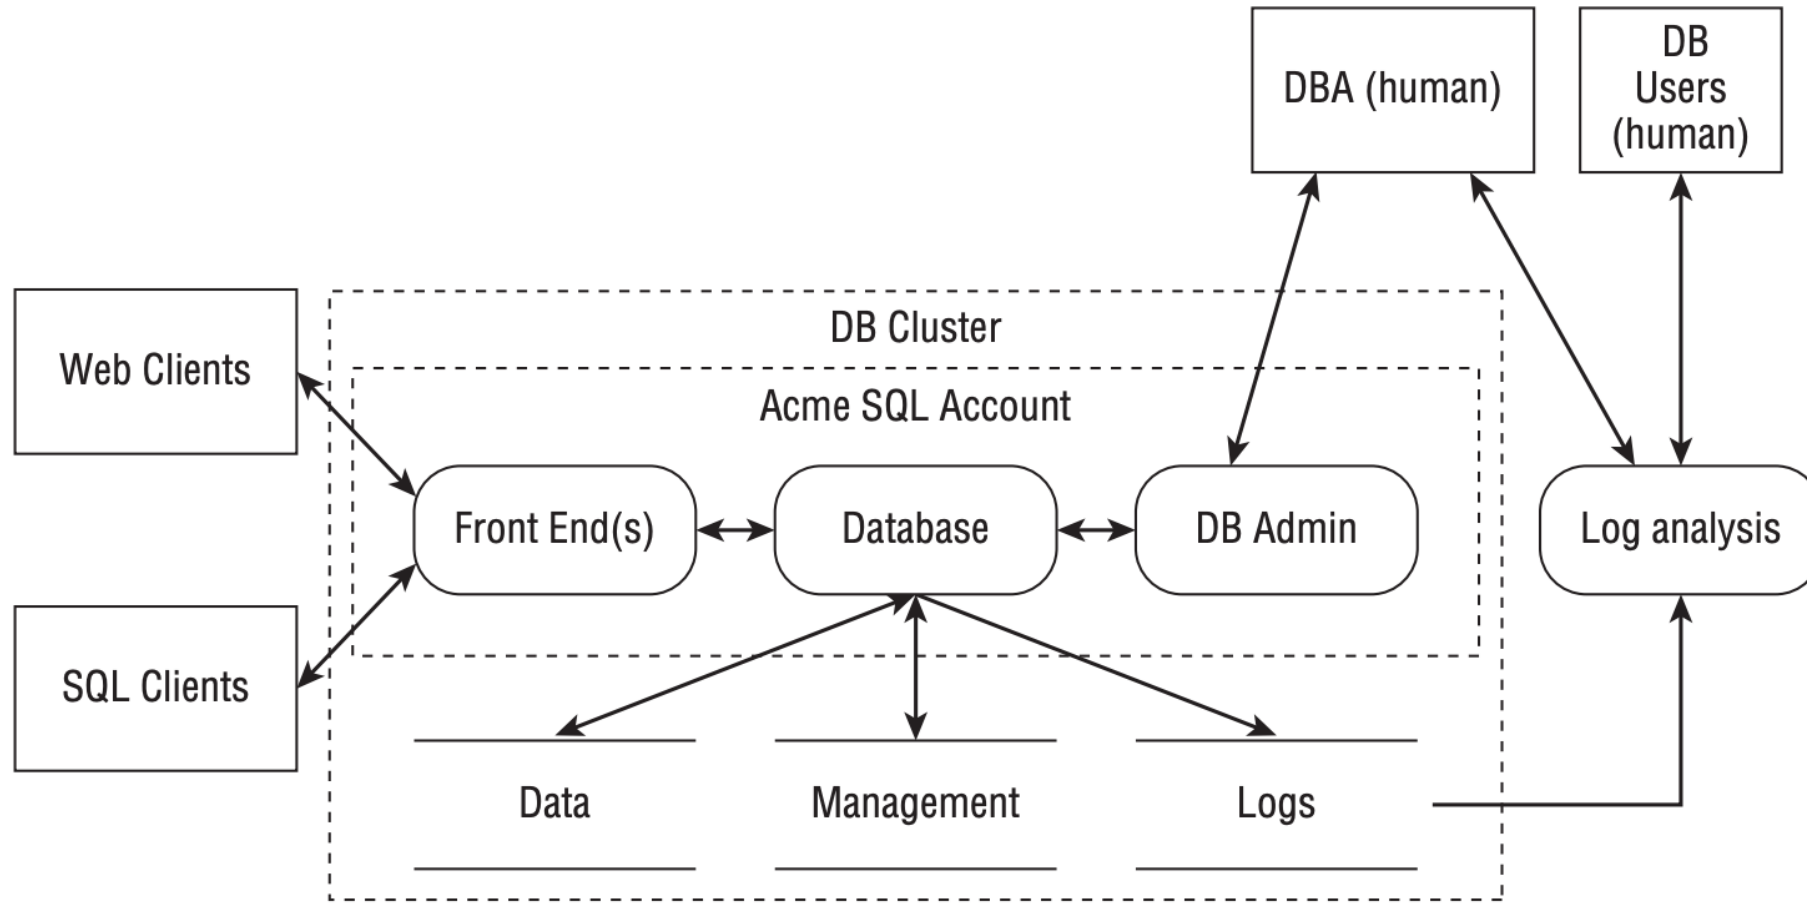 DBA (human)
DB
Users
(human)
Web Clients
DB Cluster
Acme SQL Account
Front End(s)
Database
DB Admin
Log analysis
SQL Clients
Data
Management
Logs